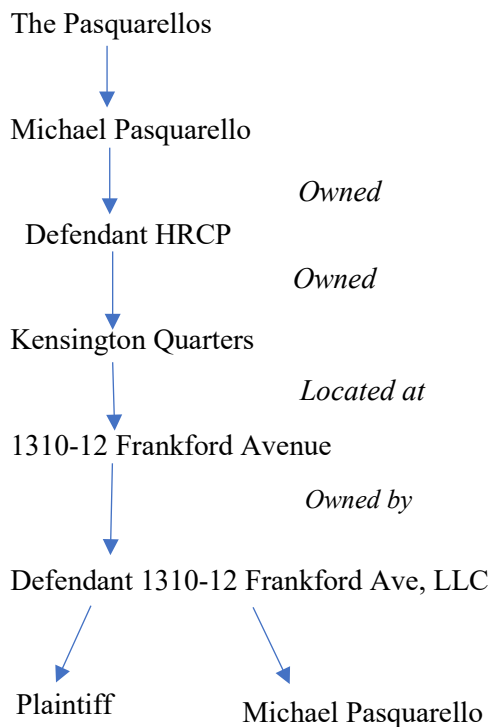 The Pasquarellos
Michael Pasquarello
Owned
Defendant HRCP
Owned
Kensington Quarters
Located at
1310-12 Frankford Avenue
Owned by
Defendant 1310-12 Frankford Ave, LLC
Plaintiff
Michael Pasquarello